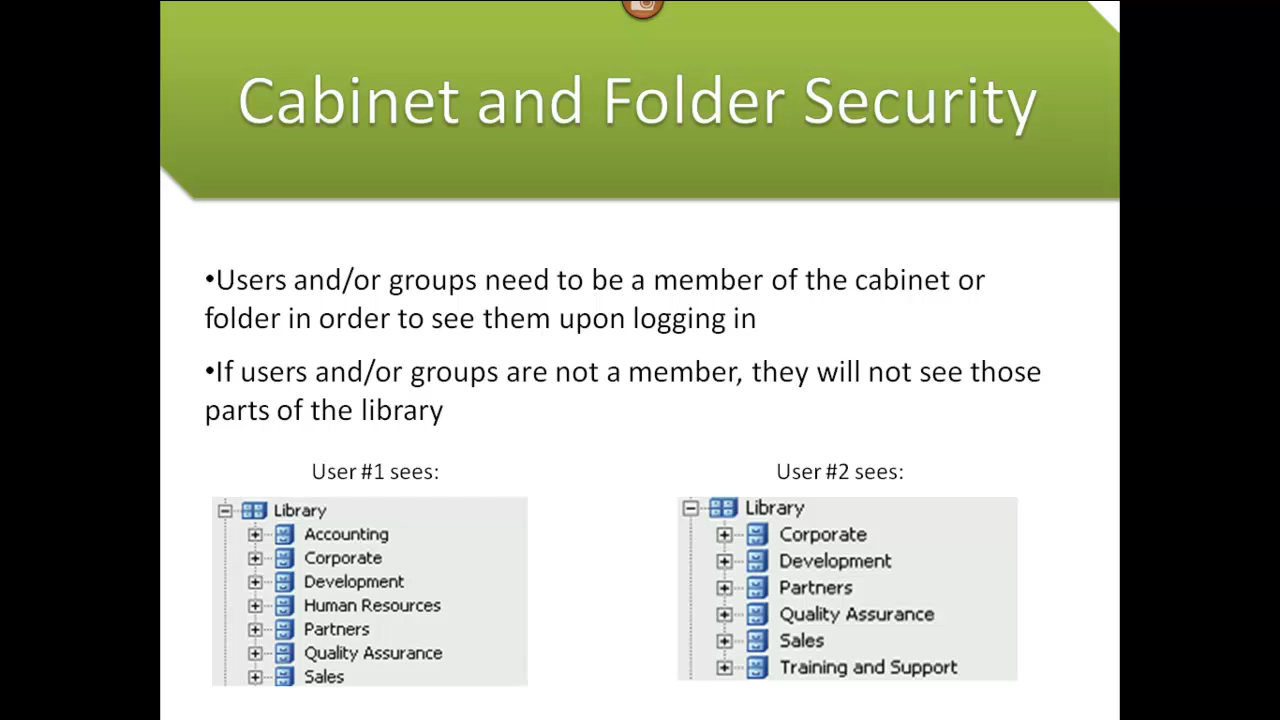 Cabinet and Folder Security
•Users and/or groups need to be a member of the cabinet or
folder in order to see them upon logging in
•If users and/or groups are not a member, they will not see those
parts of the library
User #1 sees:
Library
Accounting
Corporate
Development
Human Resources
Partners
Quality Assurance
Sales
User #2 sees:
Library
Corporate
Development
Partners
Quality Assurance
Sales
Training and Support